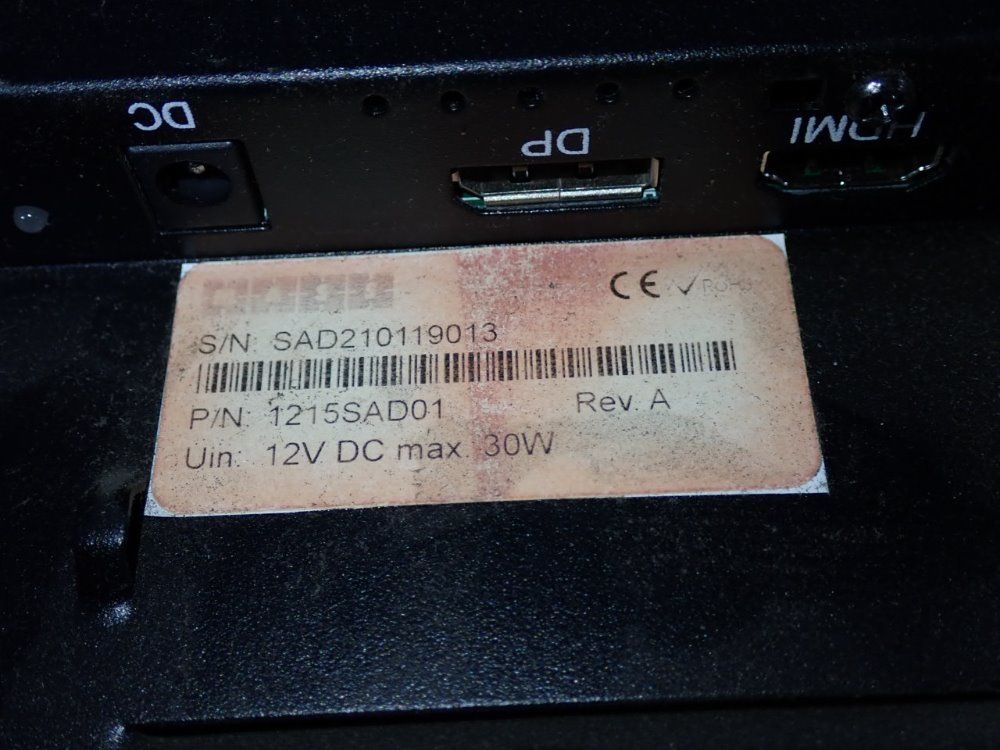 DC
DP
HDMI
CE ROHS
S/N: SAD210119013
P/N: 1215SAD01 Rev. A
Uin: 12V DC max. 30W